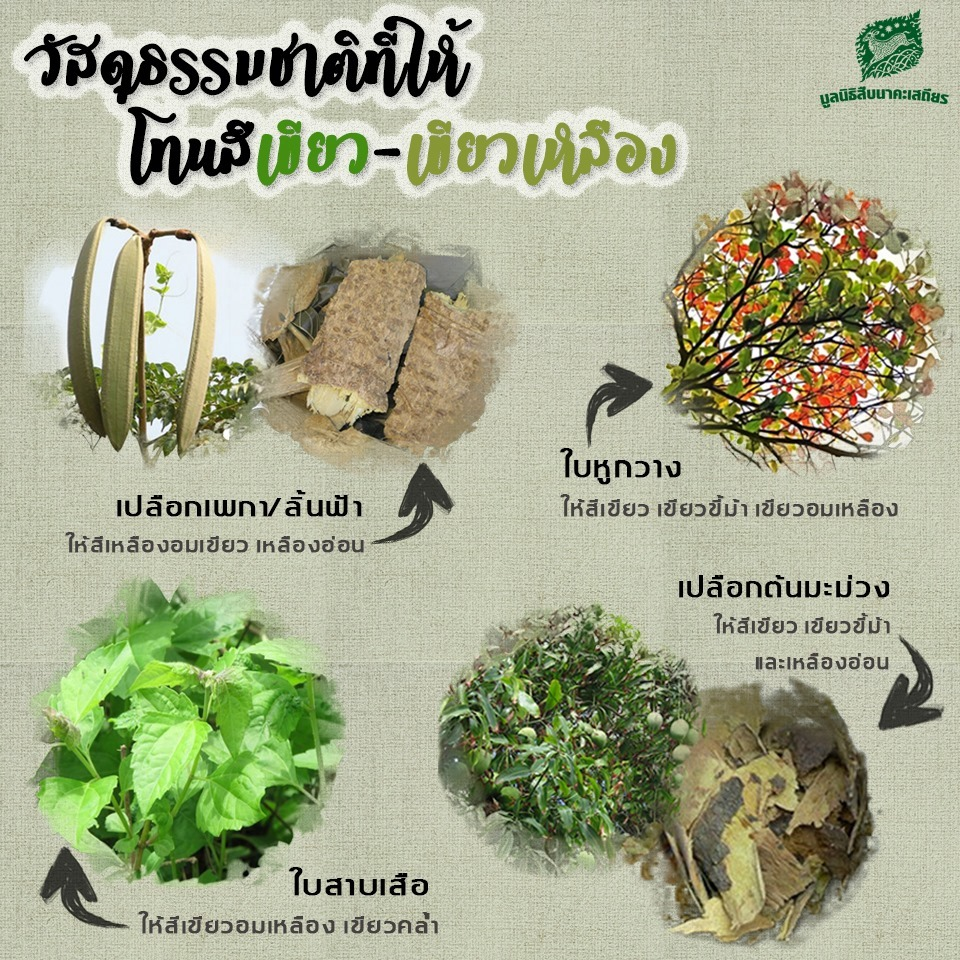 วัสดุธรรมชาติที่ให้
โทนสีเขียว-เขียวเหลือง
มูลนิธิสืบนาคะเสถียร
เปลือกเพกา/ลิ้นฟ้า
ให้สีเหลืองอมเขียว เหลืองอ่อน
ใบหูกวาง
ให้สีเขียว เขียวขี้ม้า เขียวอมเหลือง
เปลือกต้นมะม่วง
ให้สีเขียว เขียวขี้ม้า
และเหลืองอ่อน
ใบสาบเสือ
ให้สีเขียวอมเหลือง เขียวคล้ำ